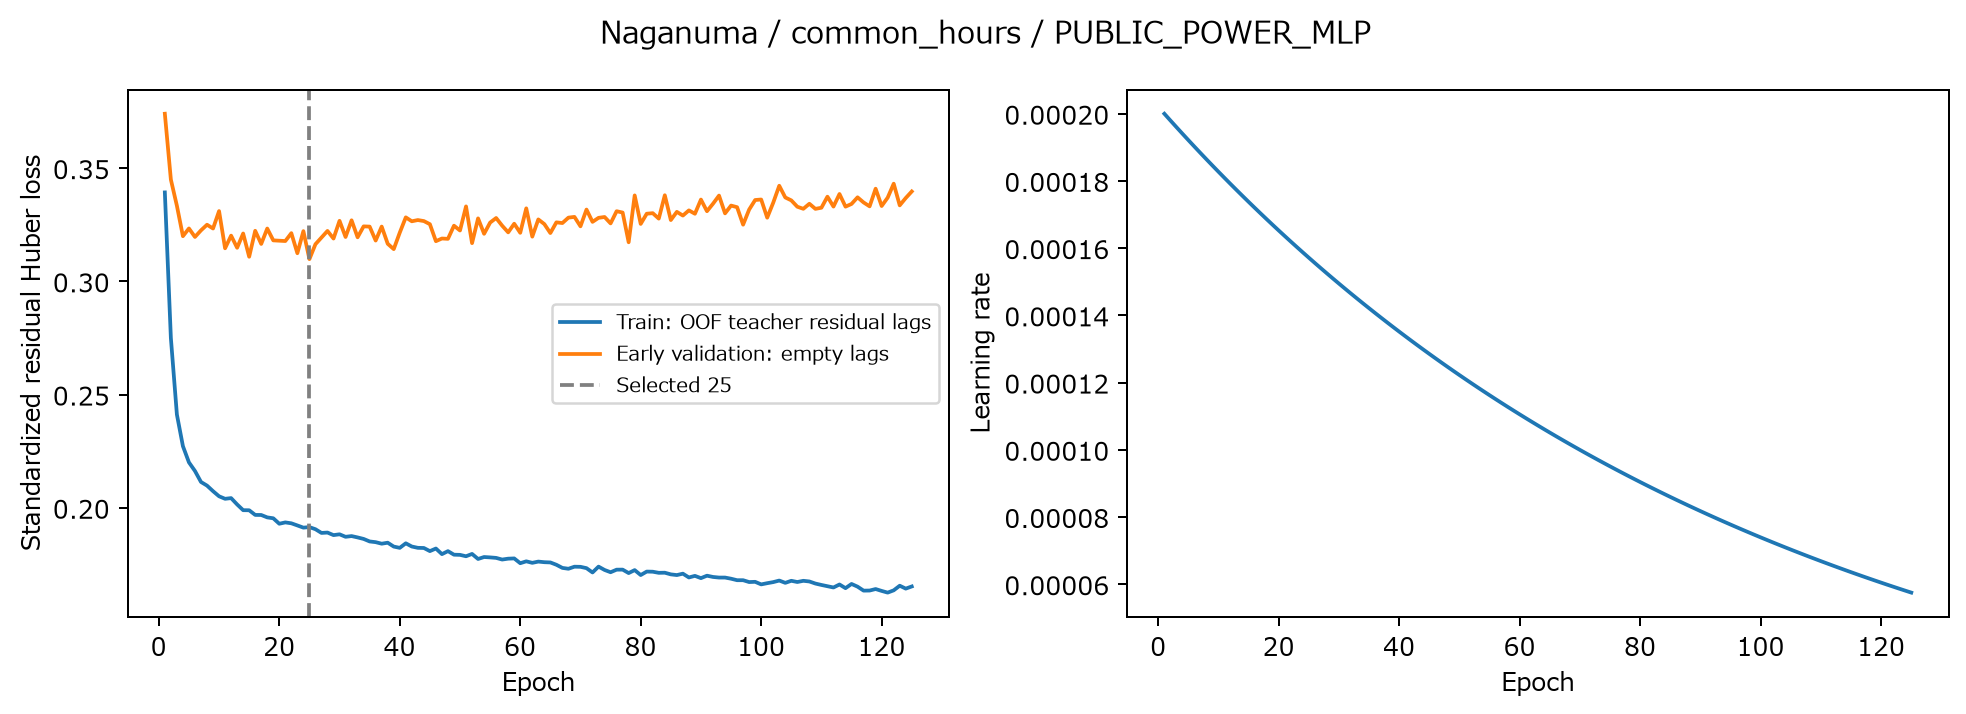 Naganuma / common_hours / PUBLIC_POWER_MLP
Standardized residual Huber loss
0.35
0.30
0.25
0.20
Train: OOF teacher residual lags
Early validation: empty lags
Selected 25
0 20 40 60 80 100 120
Epoch
Learning rate
0.00020
0.00018
0.00016
0.00014
0.00012
0.00010
0.00008
0.00006
0 20 40 60 80 100 120
Epoch